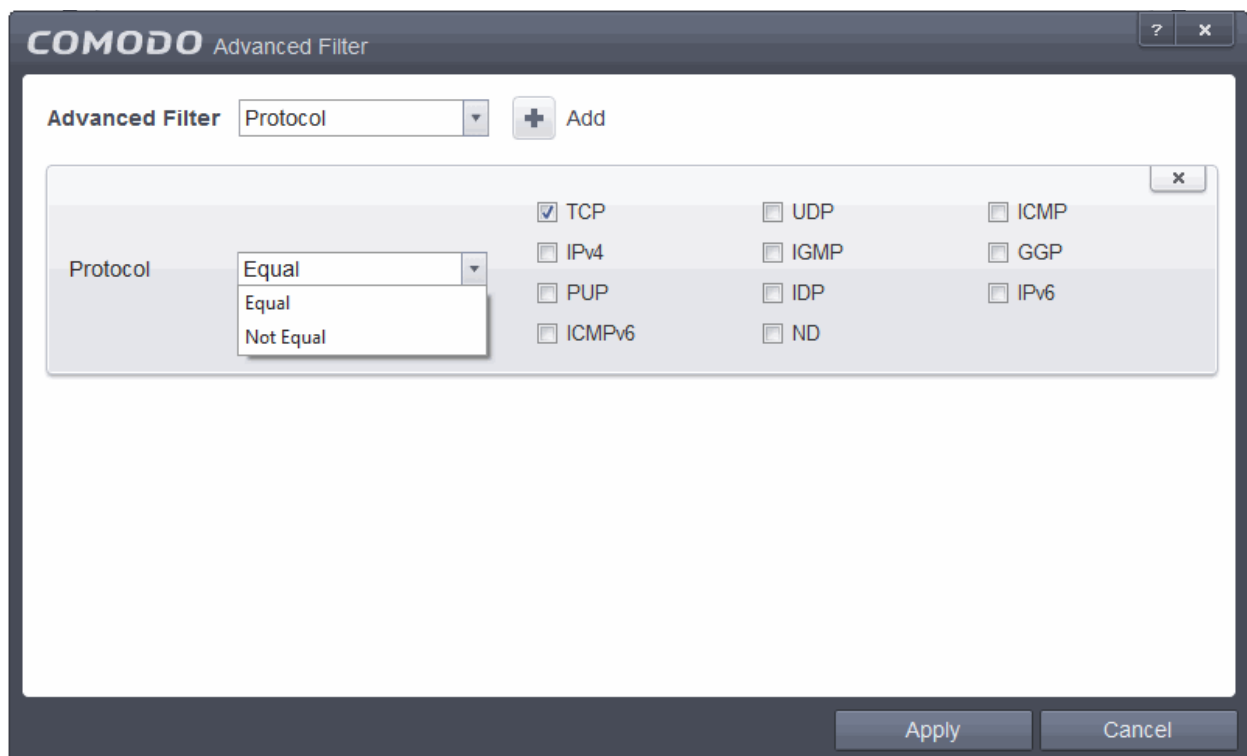 COMODO Advanced Filter ?
Advanced Filter Protocol Add
TCP UDP ICMP
IPv4 IGMP GGP
Protocol Equal
Equal
Not Equal
PUP IDP IPv6
ICMPv6 ND
Apply Cancel